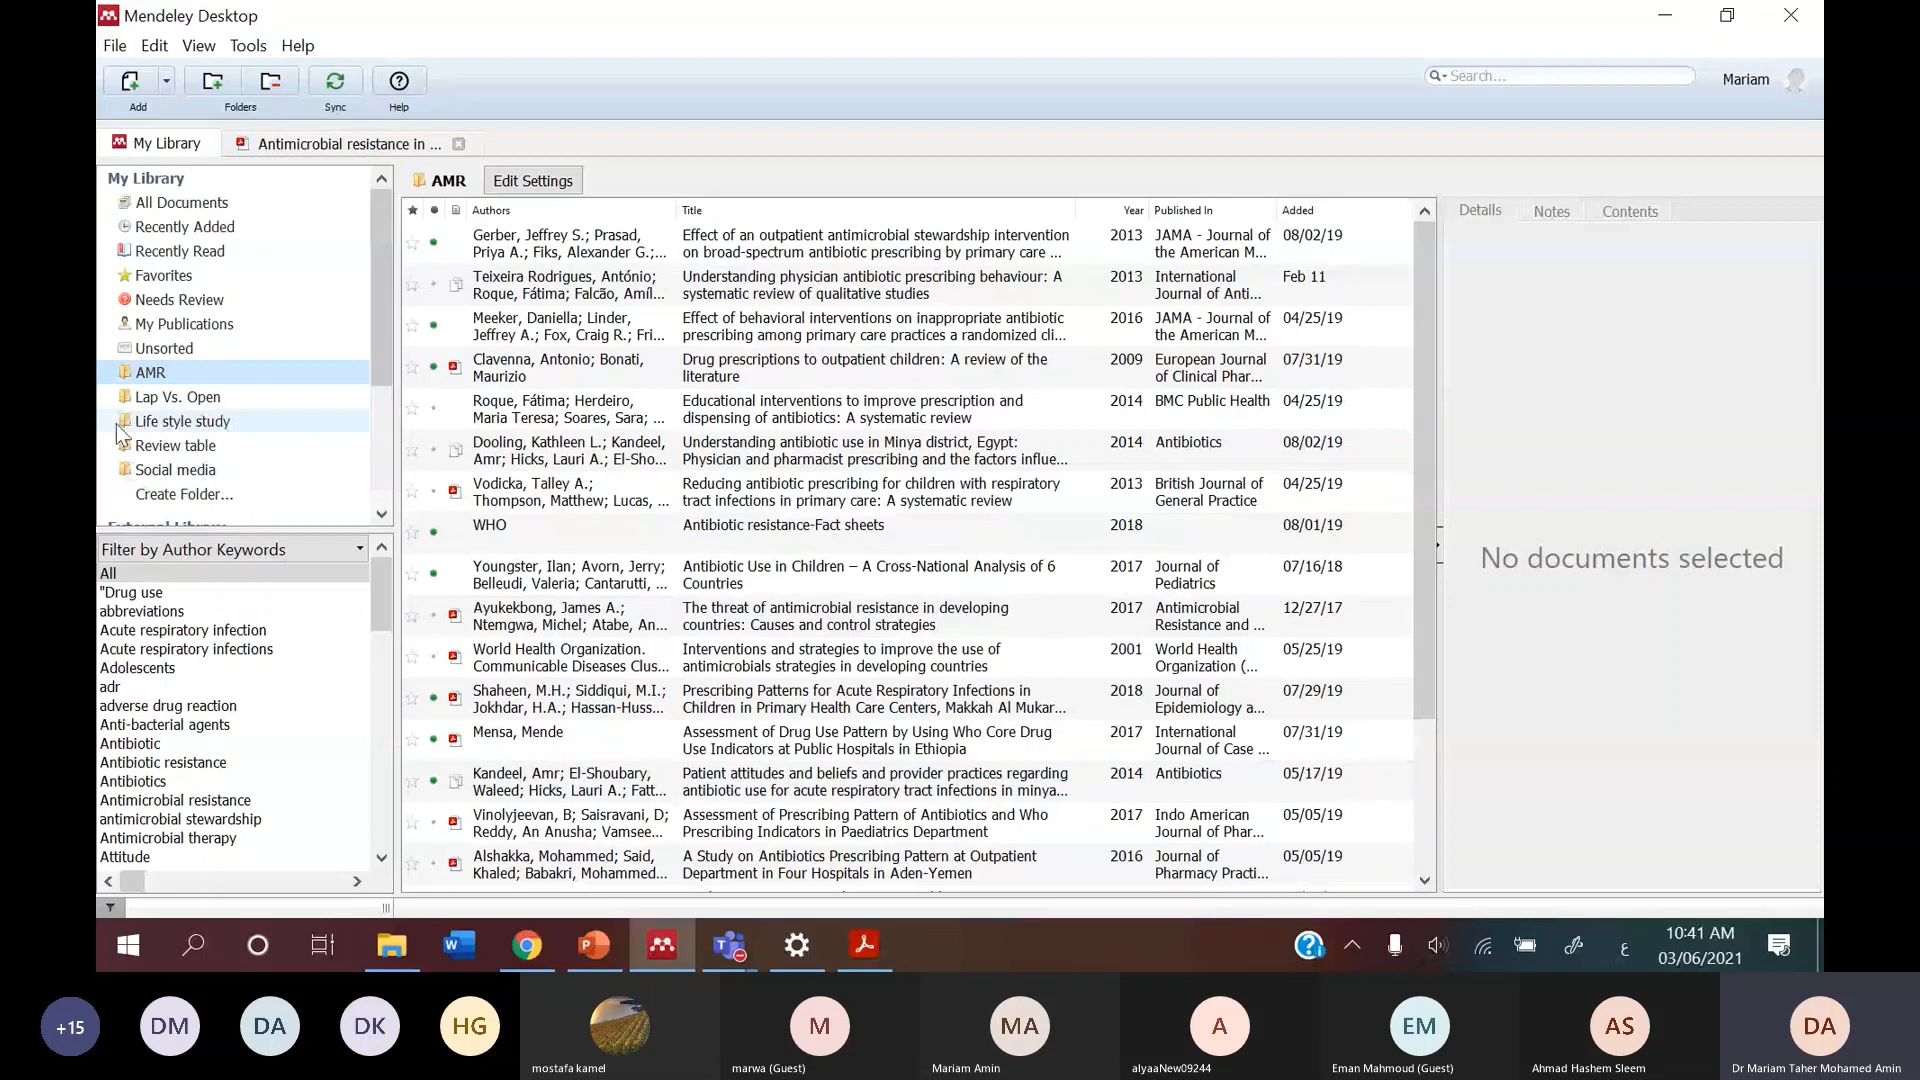 Mendeley Desktop
File Edit View Tools Help
Add Folders Sync Help
Search...
Mariam
My Library
Antimicrobial resistance in ...
My Library
All Documents
Recently Added
Recently Read
Favorites
Needs Review
My Publications
Unsorted
AMR
Lap Vs. Open
Life style study
Review table
Social media
Create Folder...
Filter by Author Keywords
All
"Drug use
abbreviations
Acute respiratory infection
Acute respiratory infections
Adolescents
adr
adverse drug reaction
Anti-bacterial agents
Antibiotic
Antibiotic resistance
Antibiotics
Antimicrobial resistance
antimicrobial stewardship
Antimicrobial therapy
Attitude
AMR Edit Settings
Authors Title Year Published In Added
Gerber, Jeffrey S.; Prasad, Effect of an outpatient antimicrobial stewardship intervention 2013 JAMA - Journal of 08/02/19
Priya A.; Fiks, Alexander G.;... on broad-spectrum antibiotic prescribing by primary care ... the American M...
Teixeira Rodrigues, António; Understanding physician antibiotic prescribing behaviour: A 2013 International Feb 11
Roque, Fátima; Falcão, Amíl... systematic review of qualitative studies Journal of Anti...
Meeker, Daniella; Linder, Effect of behavioral interventions on inappropriate antibiotic 2016 JAMA - Journal of 04/25/19
Jeffrey A.; Fox, Craig R.; Fri... prescribing among primary care practices a randomized cli... the American M...
Clavenna, Antonio; Bonati, Drug prescriptions to outpatient children: A review of the 2009 European Journal 07/31/19
Maurizio literature of Clinical Phar...
Roque, Fátima; Herdeiro, Educational interventions to improve prescription and 2014 BMC Public Health 04/25/19
Maria Teresa; Soares, Sara; ... dispensing of antibiotics: A systematic review
Dooling, Kathleen L.; Kandeel, Understanding antibiotic use in Minya district, Egypt: 2014 Antibiotics 08/02/19
Amr; Hicks, Lauri A.; El-Sho... Physician and pharmacist prescribing and the factors influe...
Vodicka, Talley A.; Reducing antibiotic prescribing for children with respiratory 2013 British Journal of 04/25/19
Thompson, Matthew; Lucas, ... tract infections in primary care: A systematic review General Practice
WHO Antibiotic resistance-Fact sheets 2018 08/01/19
Youngster, Ilan; Avorn, Jerry; Antibiotic Use in Children – A Cross-National Analysis of 6 2017 Journal of 07/16/18
Belleudi, Valeria; Cantarutti, ... Countries Pediatrics
Ayukekbong, James A.; The threat of antimicrobial resistance in developing 2017 Antimicrobial 12/27/17
Ntemgwa, Michel; Atabe, An... countries: Causes and control strategies Resistance and ...
World Health Organization. Interventions and strategies to improve the use of 2001 World Health 05/25/19
Communicable Diseases Clus... antimicrobials strategies in developing countries Organization (...
Shaheen, M.H.; Siddiqui, M.I.; Prescribing Patterns for Acute Respiratory Infections in 2018 Journal of 07/29/19
Jokhdar, H.A.; Hassan-Huss... Children in Primary Health Care Centers, Makkah Al Mukar... Epidemiology a...
Mensa, Mende Assessment of Drug Use Pattern by Using Who Core Drug 2017 International 07/31/19
Use Indicators at Public Hospitals in Ethiopia Journal of Case ...
Kandeel, Amr; El-Shoubary, Patient attitudes and beliefs and provider practices regarding 2014 Antibiotics 05/17/19
Waleed; Hicks, Lauri A.; Fatt... antibiotic use for acute respiratory tract infections in minya...
Vinolyjeevan, B; Saisravani, D; Assessment of Prescribing Pattern of Antibiotics and Who 2017 Indo American 05/05/19
Reddy, An Anusha; Vamsee... Prescribing Indicators in Paediatrics Department Journal of Phar...
Alshakka, Mohammed; Said, A Study on Antibiotics Prescribing Pattern at Outpatient 2016 Journal of 05/05/19
Khaled; Babakri, Mohammed... Department in Four Hospitals in Aden-Yemen Pharmacy Practi...
Details Notes Contents
No documents selected
ع
10:41 AM
03/06/2021
+15 DM DA DK HG M MA A EM AS DA
mostafa kamel marwa (Guest) Mariam Amin alyaaNew09244 Eman Mahmoud (Guest) Ahmad Hashem Sleem Dr Mariam Taher Mohamed Amin